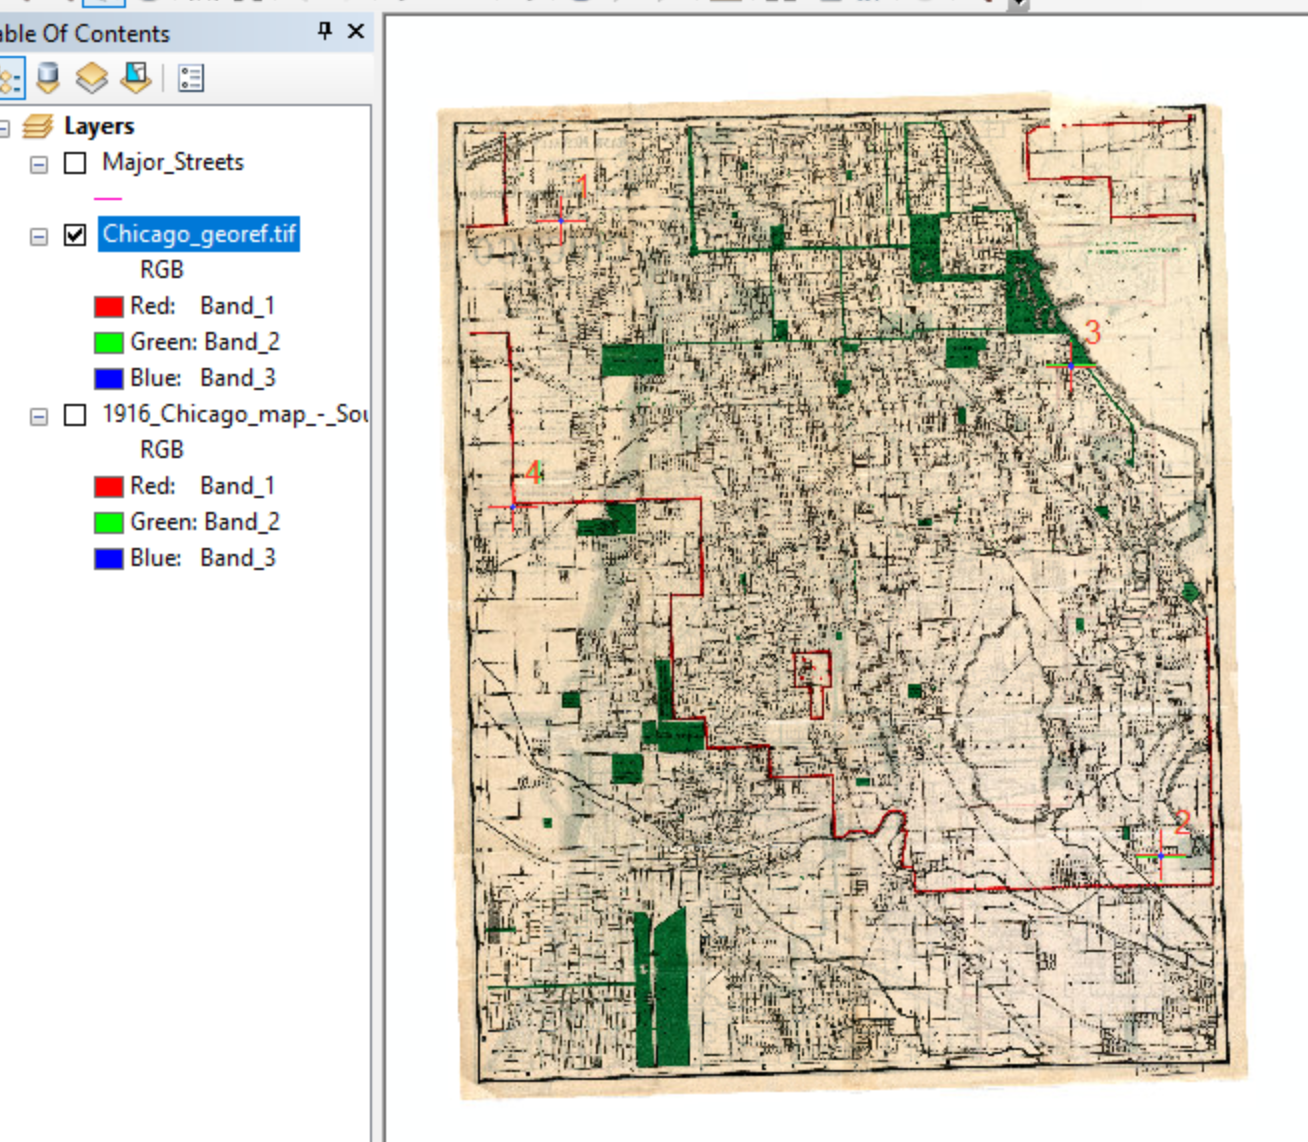 able Of Contents
Layers
Major_Streets
Chicago_georef.tif
RGB
Red: Band_1
Green: Band_2
Blue: Band_3
1916_Chicago_map_-_Sou
RGB
Red: Band_1
Green: Band_2
Blue: Band_3
1
3
4
2